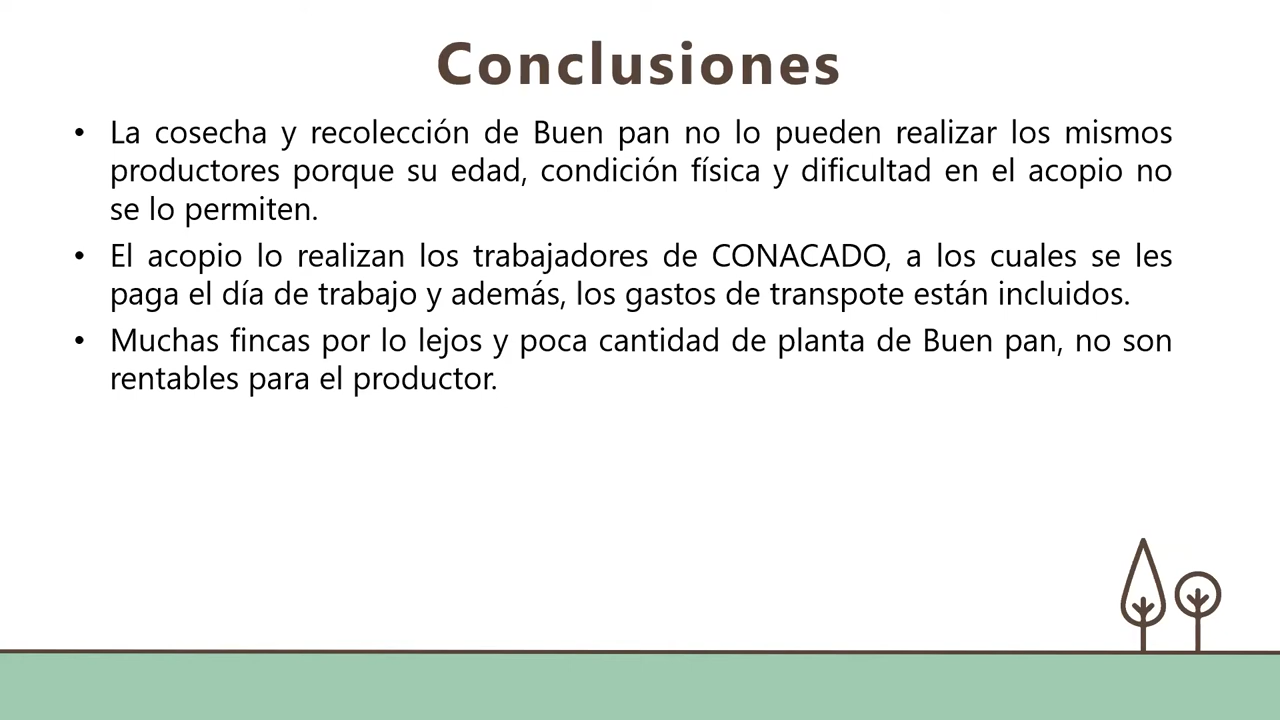 Conclusiones
• La cosecha y recolección de Buen pan no lo pueden realizar los mismos
productores porque su edad, condición física y dificultad en el acopio no
se lo permiten.
• El acopio lo realizan los trabajadores de CONACADO, a los cuales se les
paga el día de trabajo y además, los gastos de transpote están incluidos.
• Muchas fincas por lo lejos y poca cantidad de planta de Buen pan, no son
rentables para el productor.